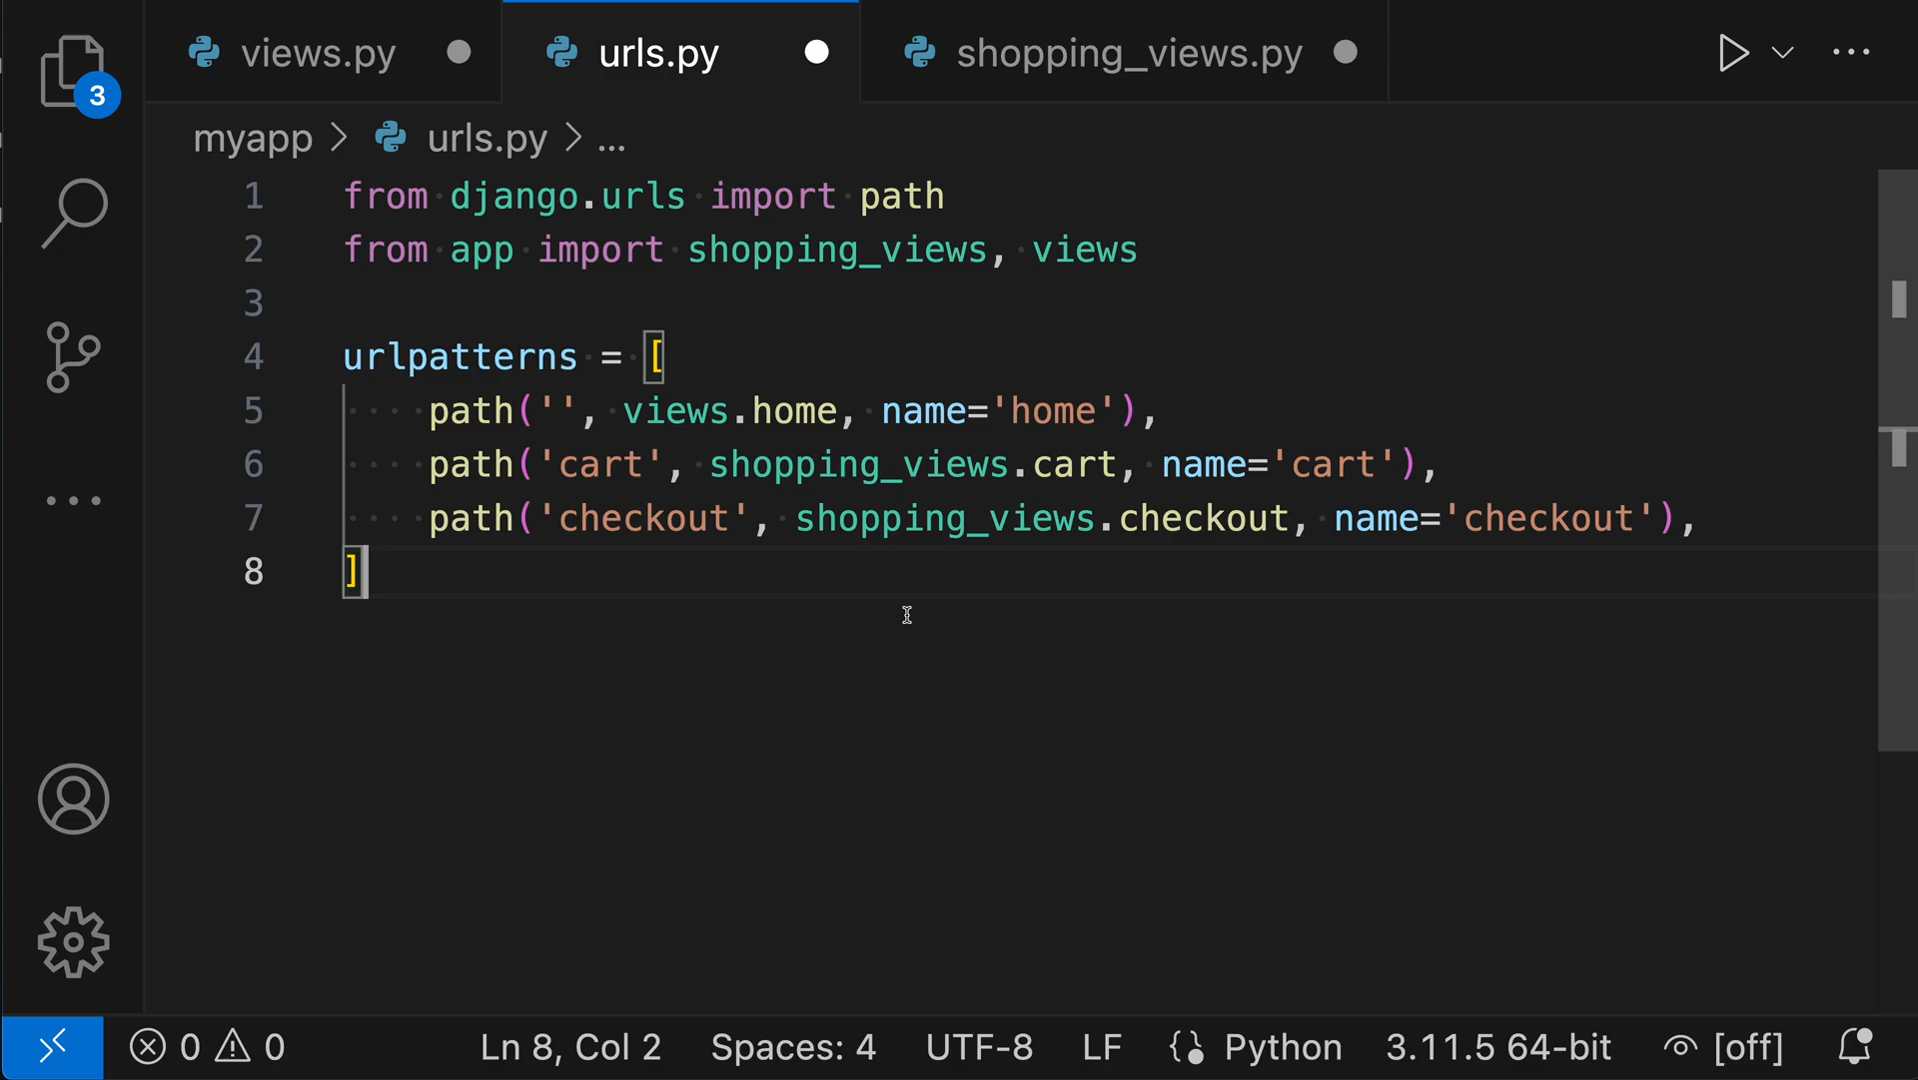 views.py urls.py shopping_views.py
3
myapp > urls.py > ...
1 from django.urls import path
2 from app import shopping_views, views
3
4 urlpatterns = [
5 path('', views.home, name='home'),
6 path('cart', shopping_views.cart, name='cart'),
7 path('checkout', shopping_views.checkout, name='checkout'),
8 ]
0 0 Ln 8, Col 2 Spaces: 4 UTF-8 LF Python 3.11.5 64-bit [off]